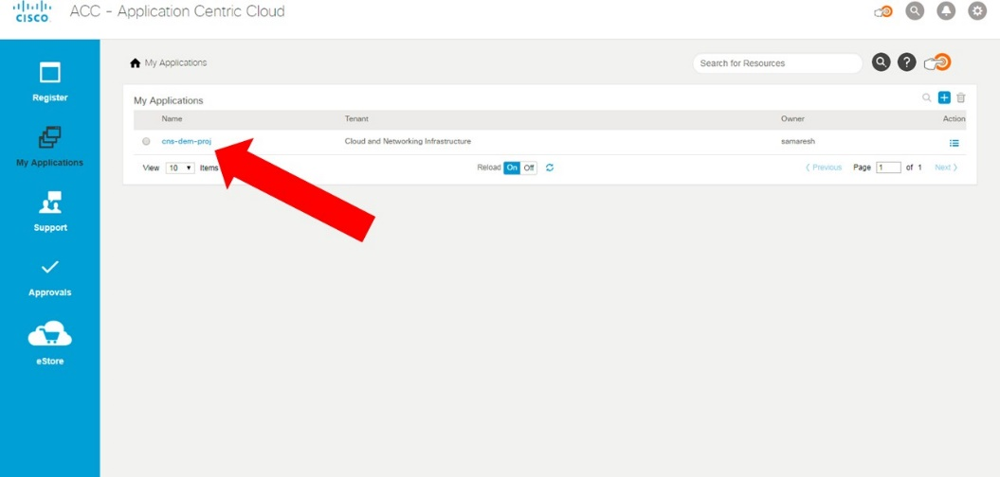 CISCO ACC - Application Centric Cloud
My Applications
Search for Resources
?
Register
My Applications
Support
Approvals
eStore
My Applications
Name Tenant Owner Action
cns-dem-proj Cloud and Networking Infrastructure samaresh
View 10 Items Reload On Off Previous Page 1 of 1 Next